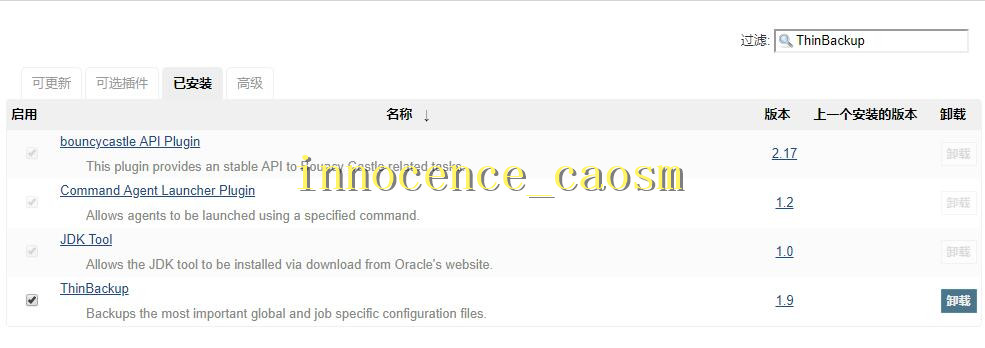 过滤: ThinBackup
可更新 可选插件 已安装 高级
启用 名称 ↓ 版本 上一个安装的版本 卸载
bouncycastle API Plugin
This plugin provides an stable API to Bouncy Castle related tasks.
2.17 卸载
innocence_caosm
Command Agent Launcher Plugin
Allows agents to be launched using a specified command.
1.2 卸载
JDK Tool
Allows the JDK tool to be installed via download from Oracle's website.
1.0 卸载
ThinBackup
Backups the most important global and job specific configuration files.
1.9 卸载